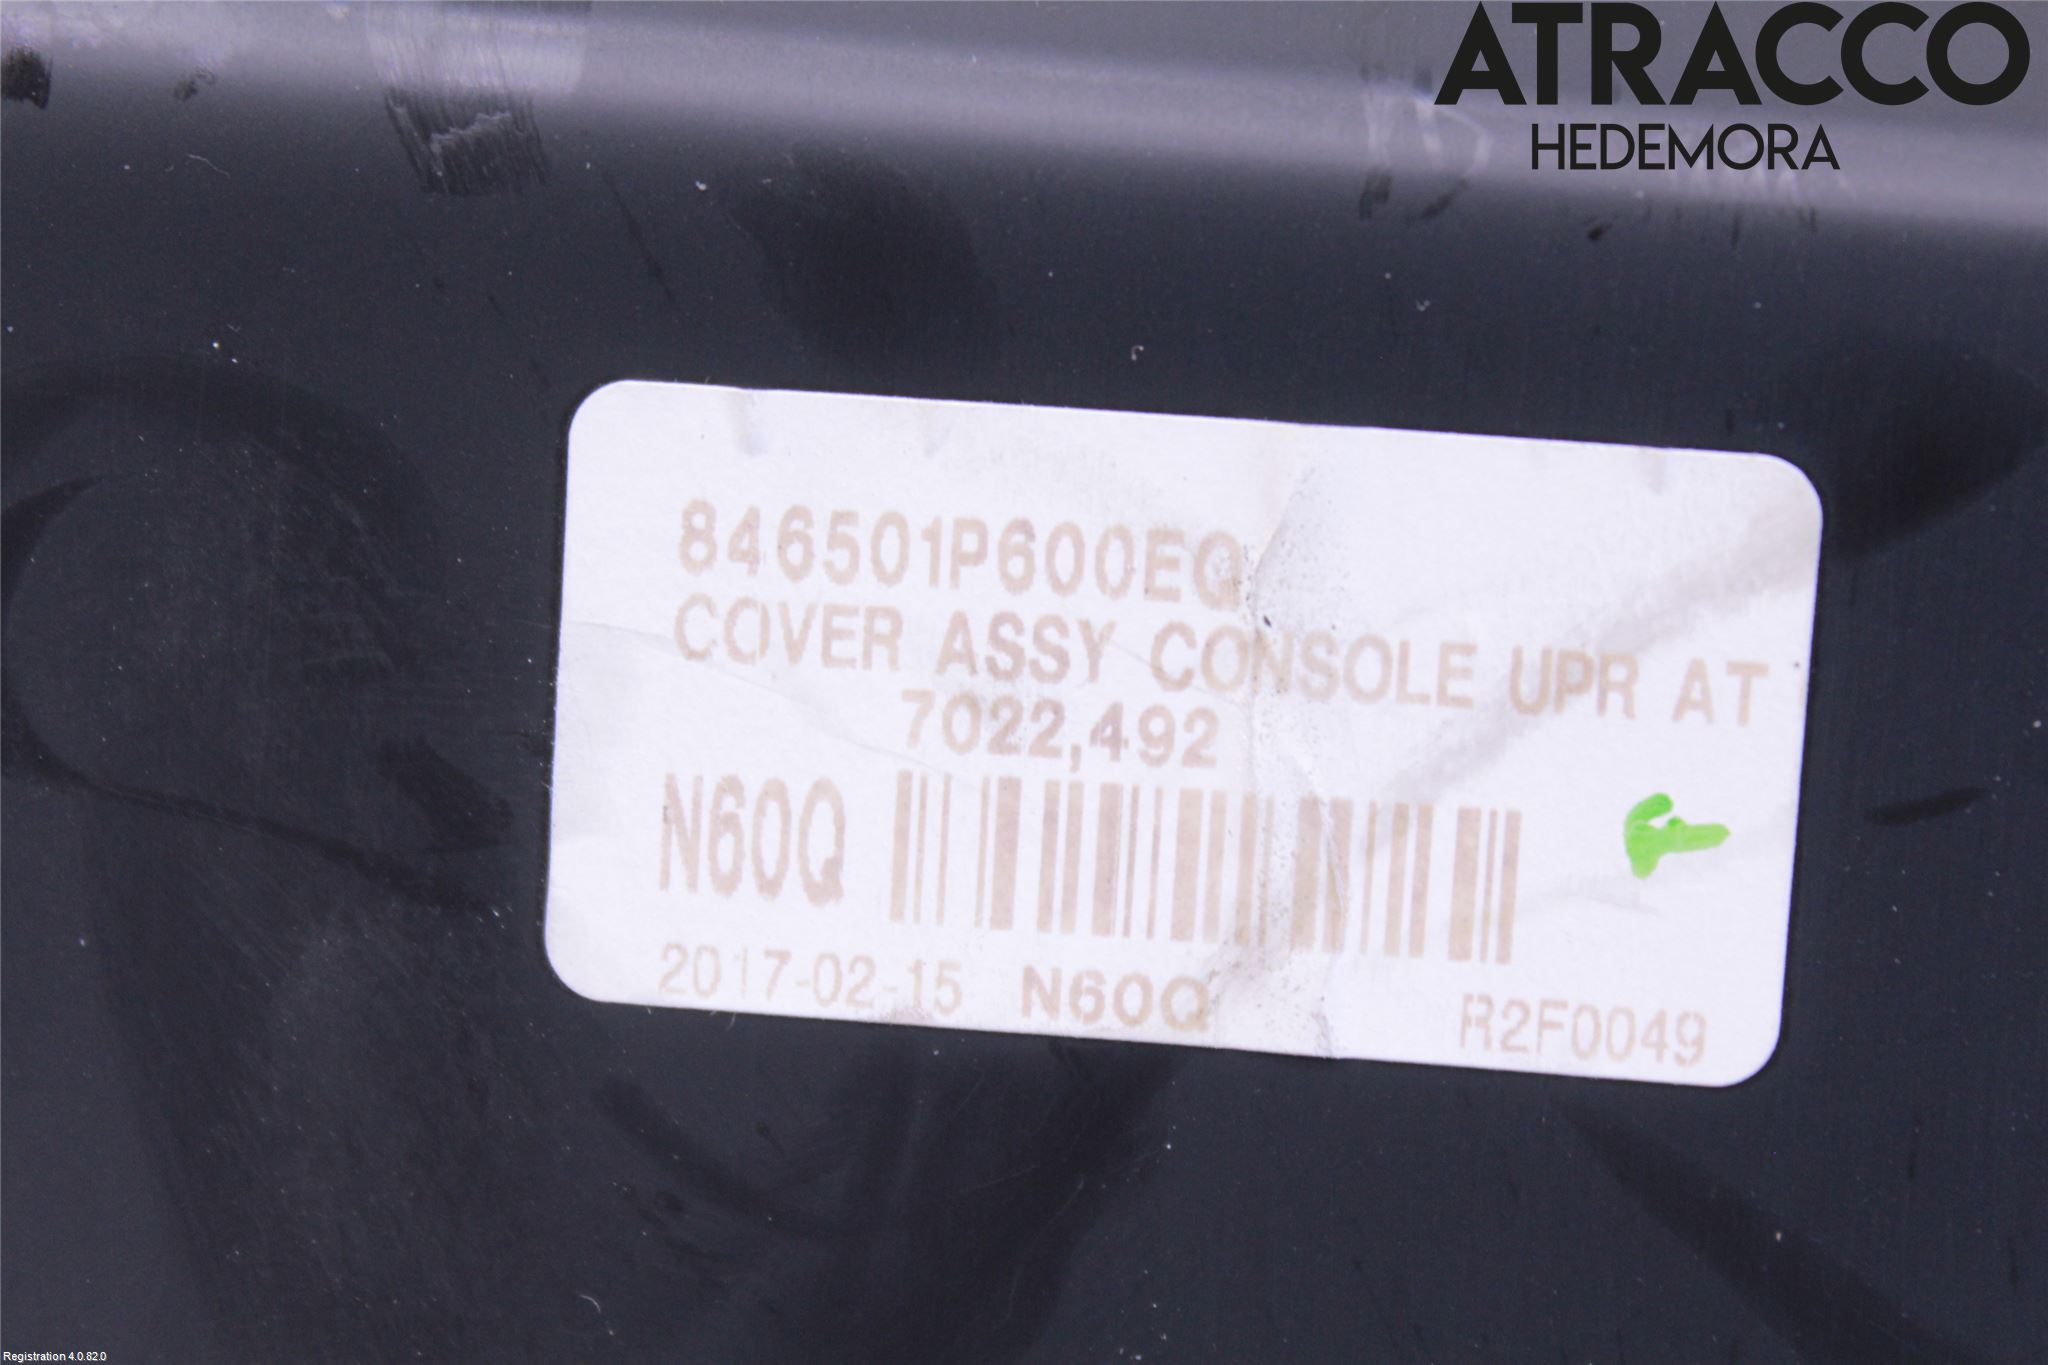 ATRACCO
HEDEMORA
846501P600EQ
COVER ASSY CONSOLE UPR AT
7022,492
N60Q
2017-02-15 N60Q R2F0049
Registration 4.0.82.0